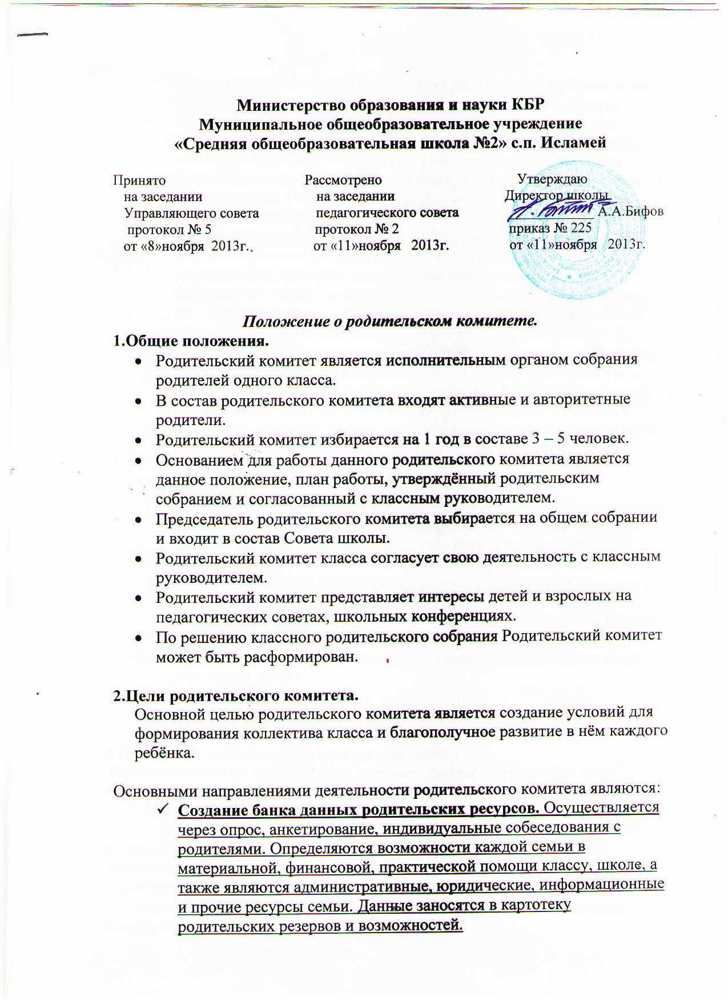 Министерство образования и науки КБР
Муниципальное общеобразовательное учреждение
«Средняя общеобразовательная школа №2» с.п. Исламей
Принято Рассмотрено Утверждаю
на заседании на заседании Директор школы
Управляющего совета педагогического совета А.А.Бифов
протокол № 5 протокол № 2 приказ № 225
от «8»ноября 2013г.. от «11»ноября 2013г. от «11»ноября 2013г.
Положение о родительском комитете.
1.Общие положения.
• Родительский комитет является исполнительным органом собрания
родителей одного класса.
• В состав родительского комитета входят активные и авторитетные
родители.
• Родительский комитет избирается на 1 год в составе 3 – 5 человек.
• Основанием для работы данного родительского комитета является
данное положение, план работы, утверждённый родительским
собранием и согласованный с классным руководителем.
• Председатель родительского комитета выбирается на общем собрании
и входит в состав Совета школы.
• Родительский комитет класса согласует свою деятельность с классным
руководителем.
• Родительский комитет представляет интересы детей и взрослых на
педагогических советах, школьных конференциях.
• По решению классного родительского собрания Родительский комитет
может быть расформирован.
2.Цели родительского комитета.
Основной целью родительского комитета является создание условий для
формирования коллектива класса и благополучное развитие в нём каждого
ребёнка.
Основными направлениями деятельности родительского комитета являются:
✓ Создание банка данных родительских ресурсов. Осуществляется
через опрос, анкетирование, индивидуальные собеседования с
родителями. Определяются возможности каждой семьи в
материальной, финансовой, практической помощи классу, школе, а
также являются административные, юридические, информационные
и прочие ресурсы семьи. Данные заносятся в картотеку
родительских резервов и возможностей.